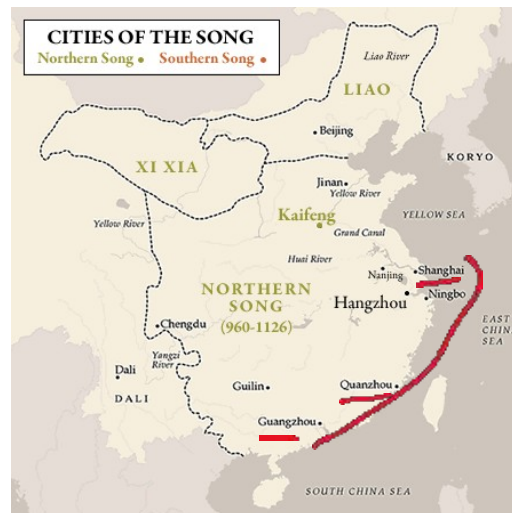 CITIES OF THE SONG
Northern Song • Southern Song •
Liao River
LIAO
Beijing
KORYO
XI XIA
Jinan
Yellow River
Kaifeng
YELLOW SEA
Yellow River
Grand Canal
Huai River
Nanjing
Shanghai
NORTHERN
SONG
(960-1126)
Hangzhou
Ningbo
EAST
CHIN
SEA
Chengdu
Yangzi
River
Dali
DALI
Guilin
Quanzhou
Guangzhou
SOUTH CHINA SEA